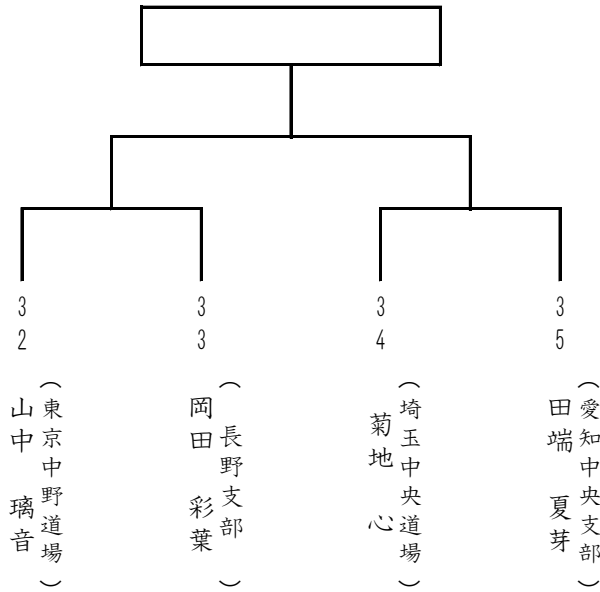 32
山中 璃音
(東京中野道場)
33
岡田 彩葉
(長野支部)
34
菊地 心
(埼玉中央道場)
35
田端 夏芽
(愛知中央支部)